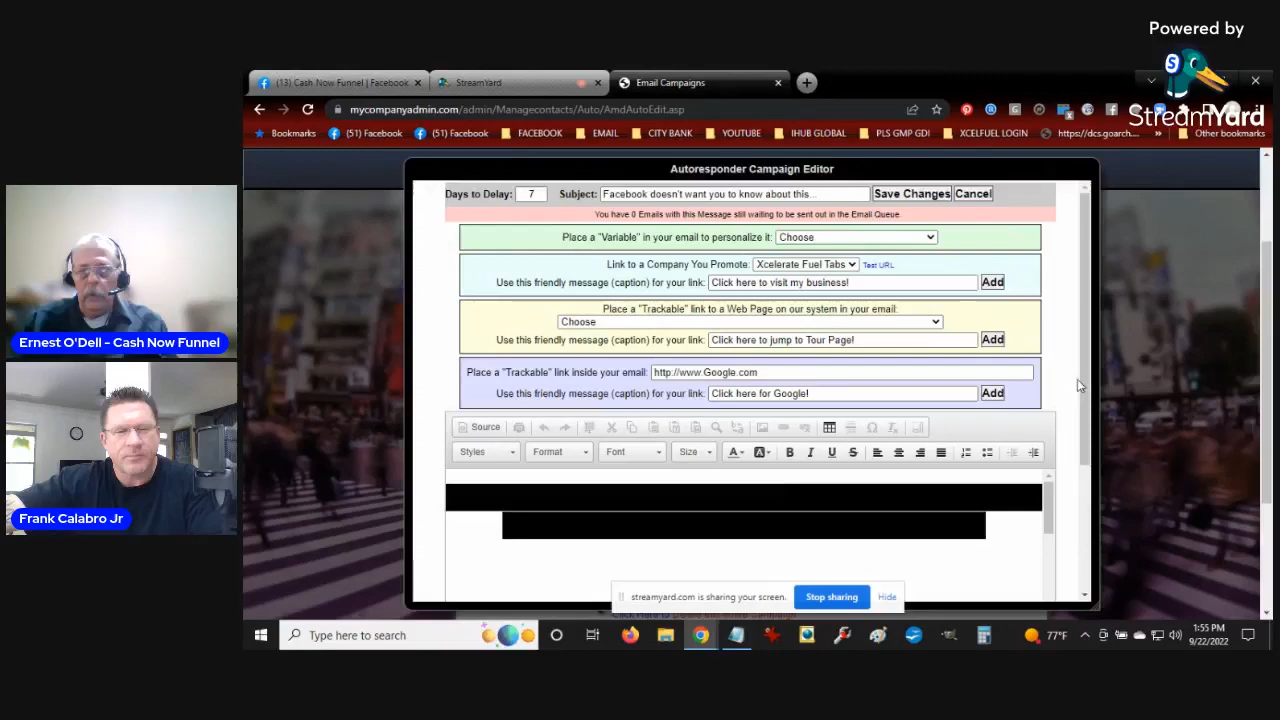 Powered by
S
StreamYard
(13) Cash Now Funnel | Facebook
StreamYard
Email Campaigns
mycompanyadmin.com/admin/Managecontacts/Auto/AmdAutoEdit.asp
Bookmarks
(51) Facebook
(51) Facebook
FACEBOOK
EMAIL
CITY BANK
YOUTUBE
IHUB GLOBAL
PLS GMP GDI
XCELFUEL LOGIN
https://dcs.goarch....
Other bookmarks
Autoresponder Campaign Editor
Days to Delay: 7 Subject: Facebook doesn't want you to know about this... Save Changes Cancel
You have 0 Emails with this Message still waiting to be sent out in the Email Queue.
Place a "Variable" in your email to personalize it: Choose
Link to a Company You Promote: Xcelerate Fuel Tabs Test URL
Use this friendly message (caption) for your link: Click here to visit my business! Add
Place a "Trackable" link to a Web Page on our system in your email:
Choose
Use this friendly message (caption) for your link: Click here to jump to Tour Page! Add
Place a "Trackable" link inside your email: http://www.Google.com
Use this friendly message (caption) for your link: Click here for Google! Add
Source
Styles Format Font Size A A B I U S
streamyard.com is sharing your screen. Stop sharing Hide
Ernest O'Dell - Cash Now Funnel
Frank Calabro Jr
Type here to search
77°F
1:55 PM
9/22/2022